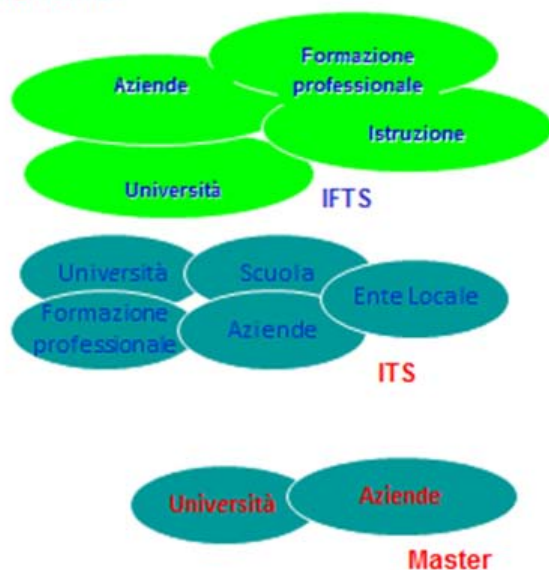 Formazione
professionale
Aziende
Istruzione
Università
IFTS
Università
Scuola
Ente Locale
Formazione
professionale
Aziende
ITS
Università
Aziende
Master